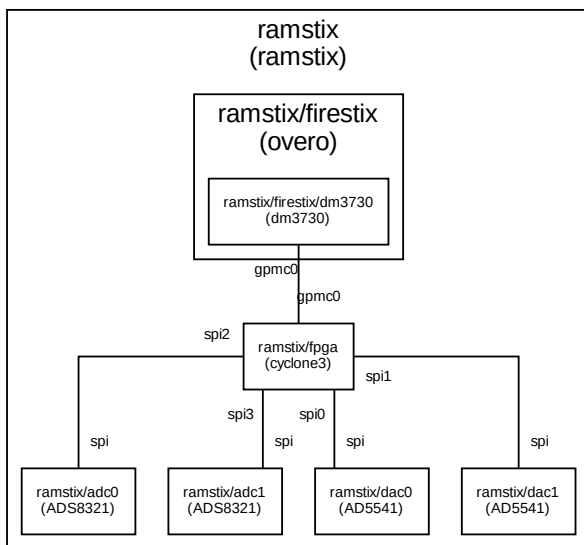 ramstix
(ramstix)
ramstix/firestix
(overo)
ramstix/firestix/dm3730
(dm3730)
gpmc0
gpmc0
spi2
ramstix/fpga
(cyclone3)
spi1
spi3
spi0
spi
spi
spi
spi
ramstix/adc0
(ADS8321)
ramstix/adc1
(ADS8321)
ramstix/dac0
(AD5541)
ramstix/dac1
(AD5541)